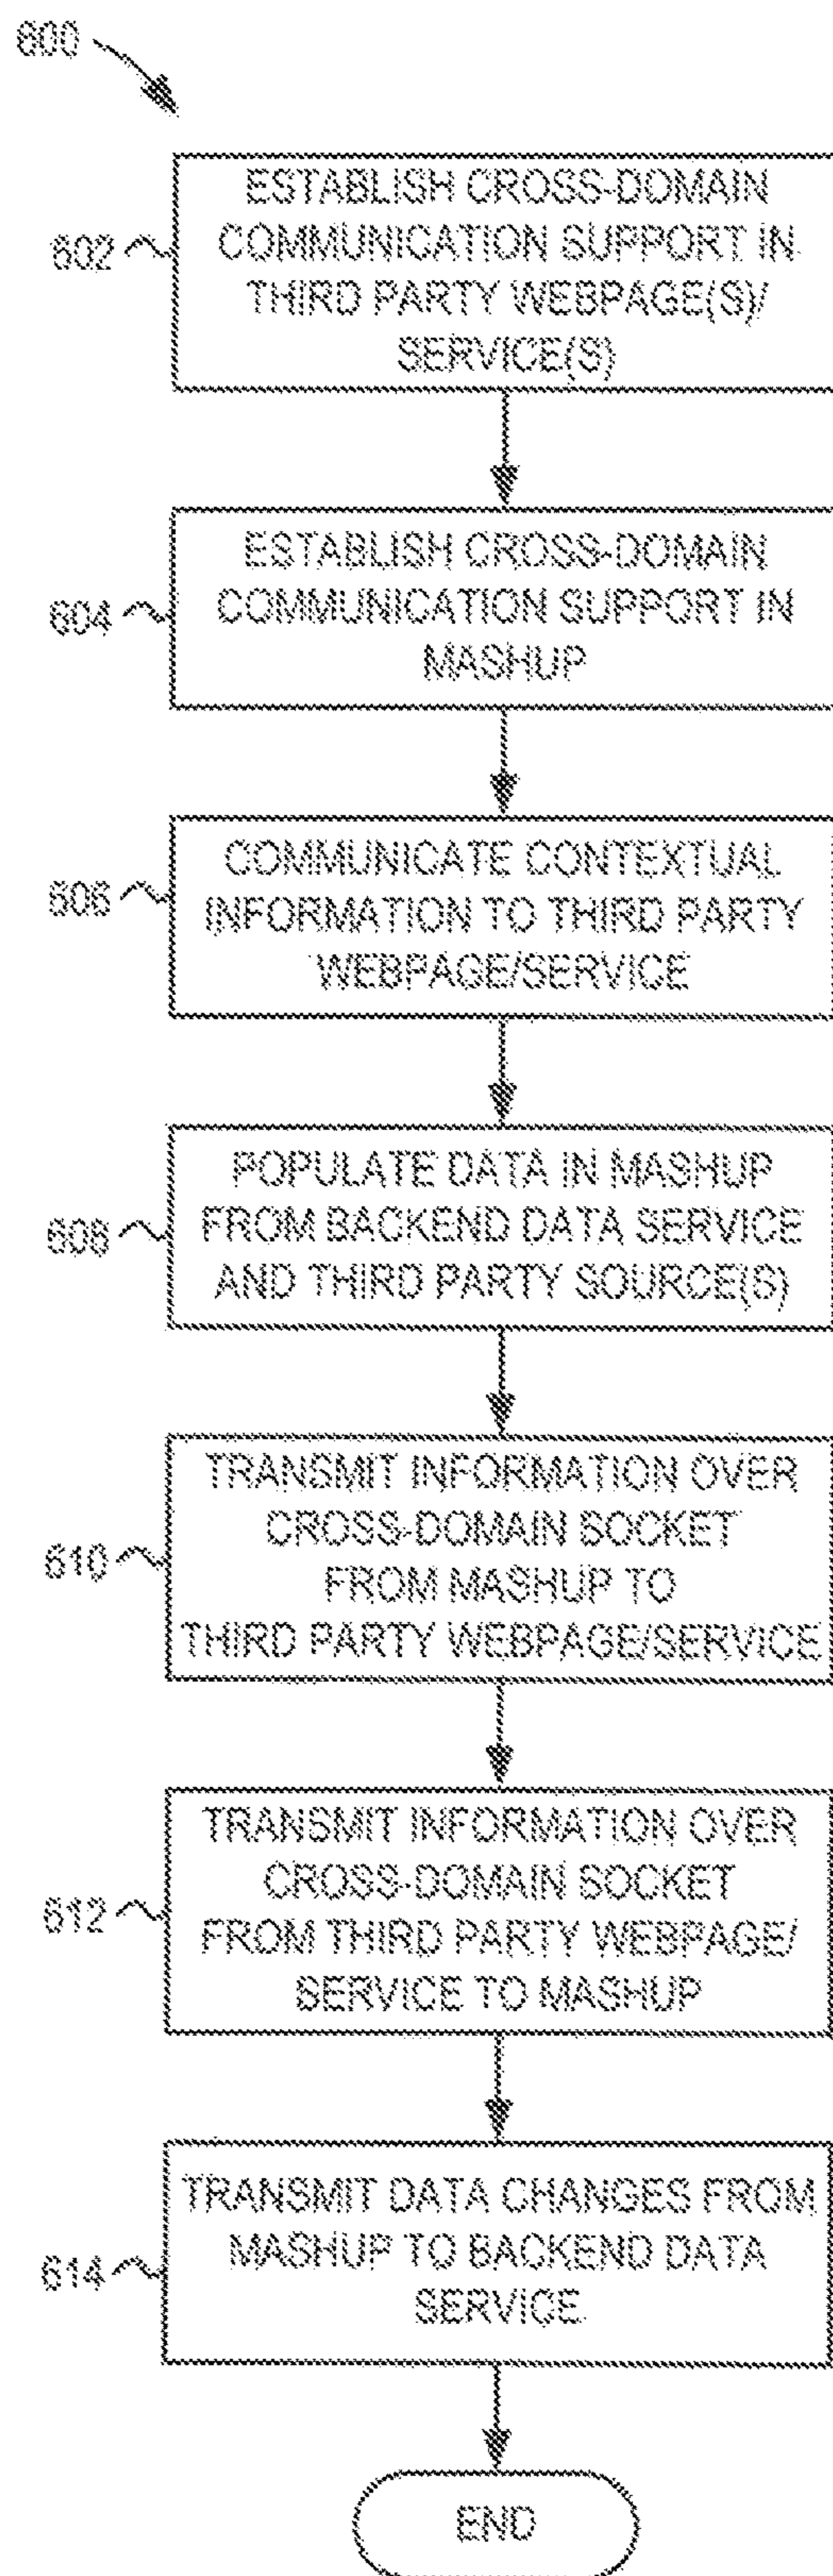 600
602
ESTABLISH CROSS-DOMAIN
COMMUNICATION SUPPORT IN
THIRD PARTY WEBPAGE(S)/
SERVICE(S)
604
ESTABLISH CROSS-DOMAIN
COMMUNICATION SUPPORT IN
MASHUP
606
COMMUNICATE CONTEXTUAL
INFORMATION TO THIRD PARTY
WEBPAGE/SERVICE
608
POPULATE DATA IN MASHUP
FROM BACKEND DATA SERVICE
AND THIRD PARTY SOURCE(S)
610
TRANSMIT INFORMATION OVER
CROSS-DOMAIN SOCKET
FROM MASHUP TO
THIRD PARTY WEBPAGE/SERVICE
612
TRANSMIT INFORMATION OVER
CROSS-DOMAIN SOCKET
FROM THIRD PARTY WEBPAGE/
SERVICE TO MASHUP
614
TRANSMIT DATA CHANGES FROM
MASHUP TO BACKEND DATA
SERVICE
END